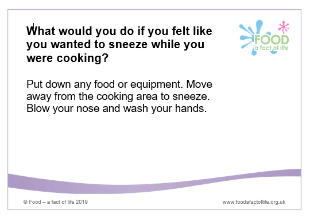 What would you do if you felt like
you wanted to sneeze while you
were cooking?
FOOD
a fact of life
Put down any food or equipment. Move
away from the cooking area to sneeze.
Blow your nose and wash your hands.
© Food – a fact of life 2019
www.foodafactoflife.org.uk